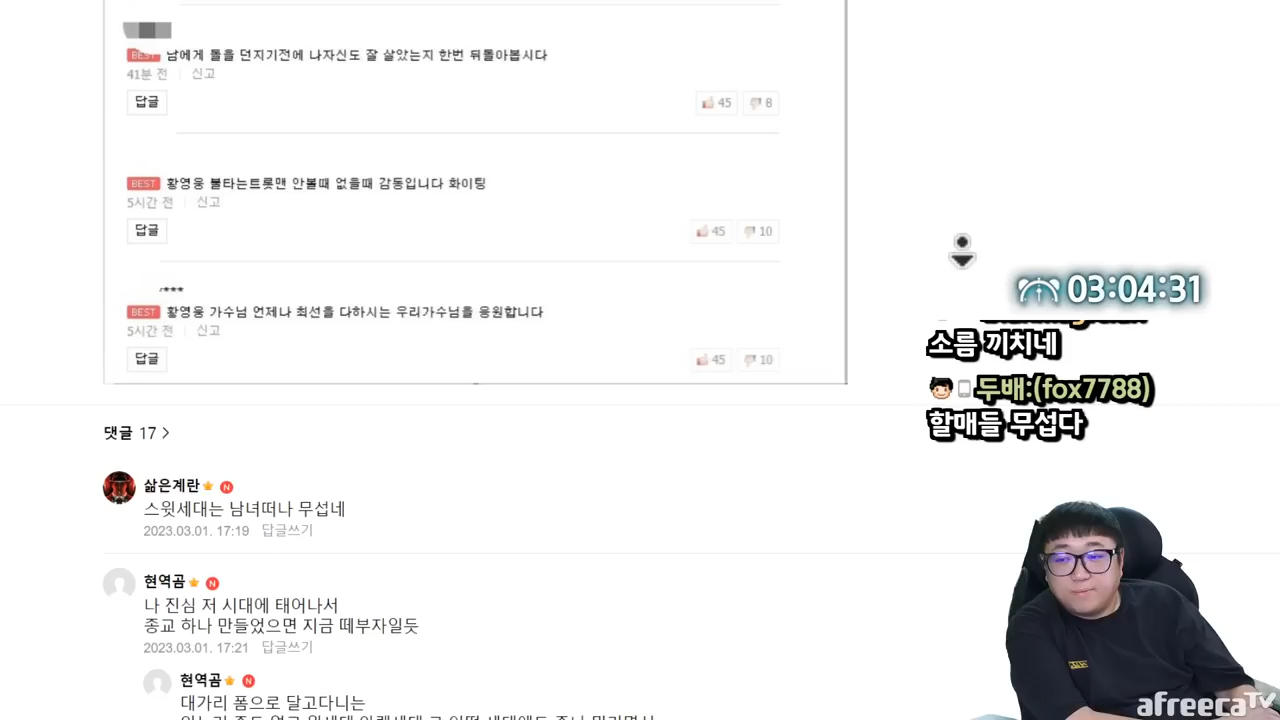 BEST 남에게 돌을 던지기전에 나자신도 잘 살았는지 한번 뒤돌아봅시다
41분 전 신고
답글
45 8
BEST 황영웅 불타는트롯맨 안볼때 없을때 감동입니다 화이팅
5시간 전 신고
답글
45 10
BEST 황영웅 가수님 언제나 최선을 다하시는 우리가수님을 응원합니다
5시간 전 신고
답글
45 10
댓글 17 >
삶은계란 N
스윗세대는 남녀떠나 무섭네
2023.03.01. 17:19 답글쓰기
현역곰 N
나 진심 저 시대에 태어나서
종교 하나 만들었으면 지금 떼부자일듯
2023.03.01. 17:21 답글쓰기
현역곰 N
대가리 폼으로 달고다니는
03:04:31
소름 끼치네
두배:(fox7788)
할매들 무섭다
afreecaTV